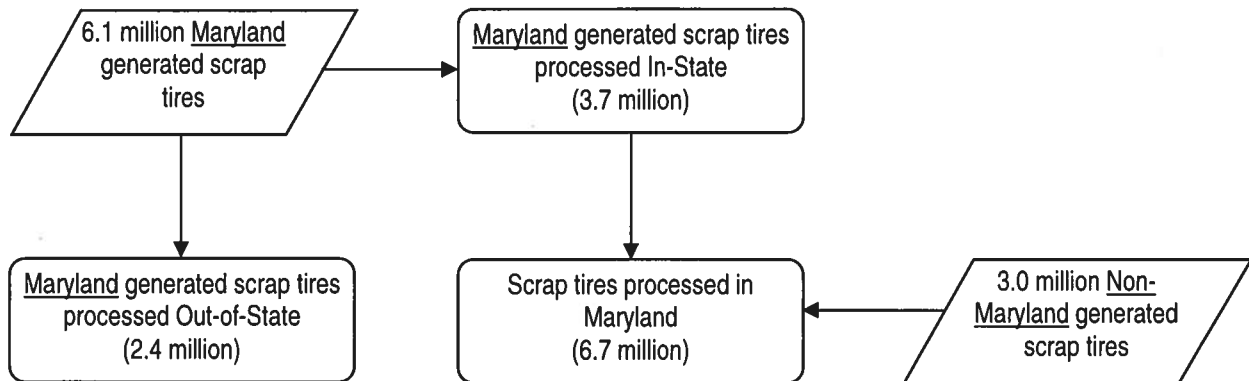 6.1 million Maryland
generated scrap
tires
Maryland generated scrap tires
processed In-State
(3.7 million)
Maryland generated scrap tires
processed Out-of-State
(2.4 million)
Scrap tires processed in
Maryland
(6.7 million)
3.0 million Non-
Maryland generated
scrap tires